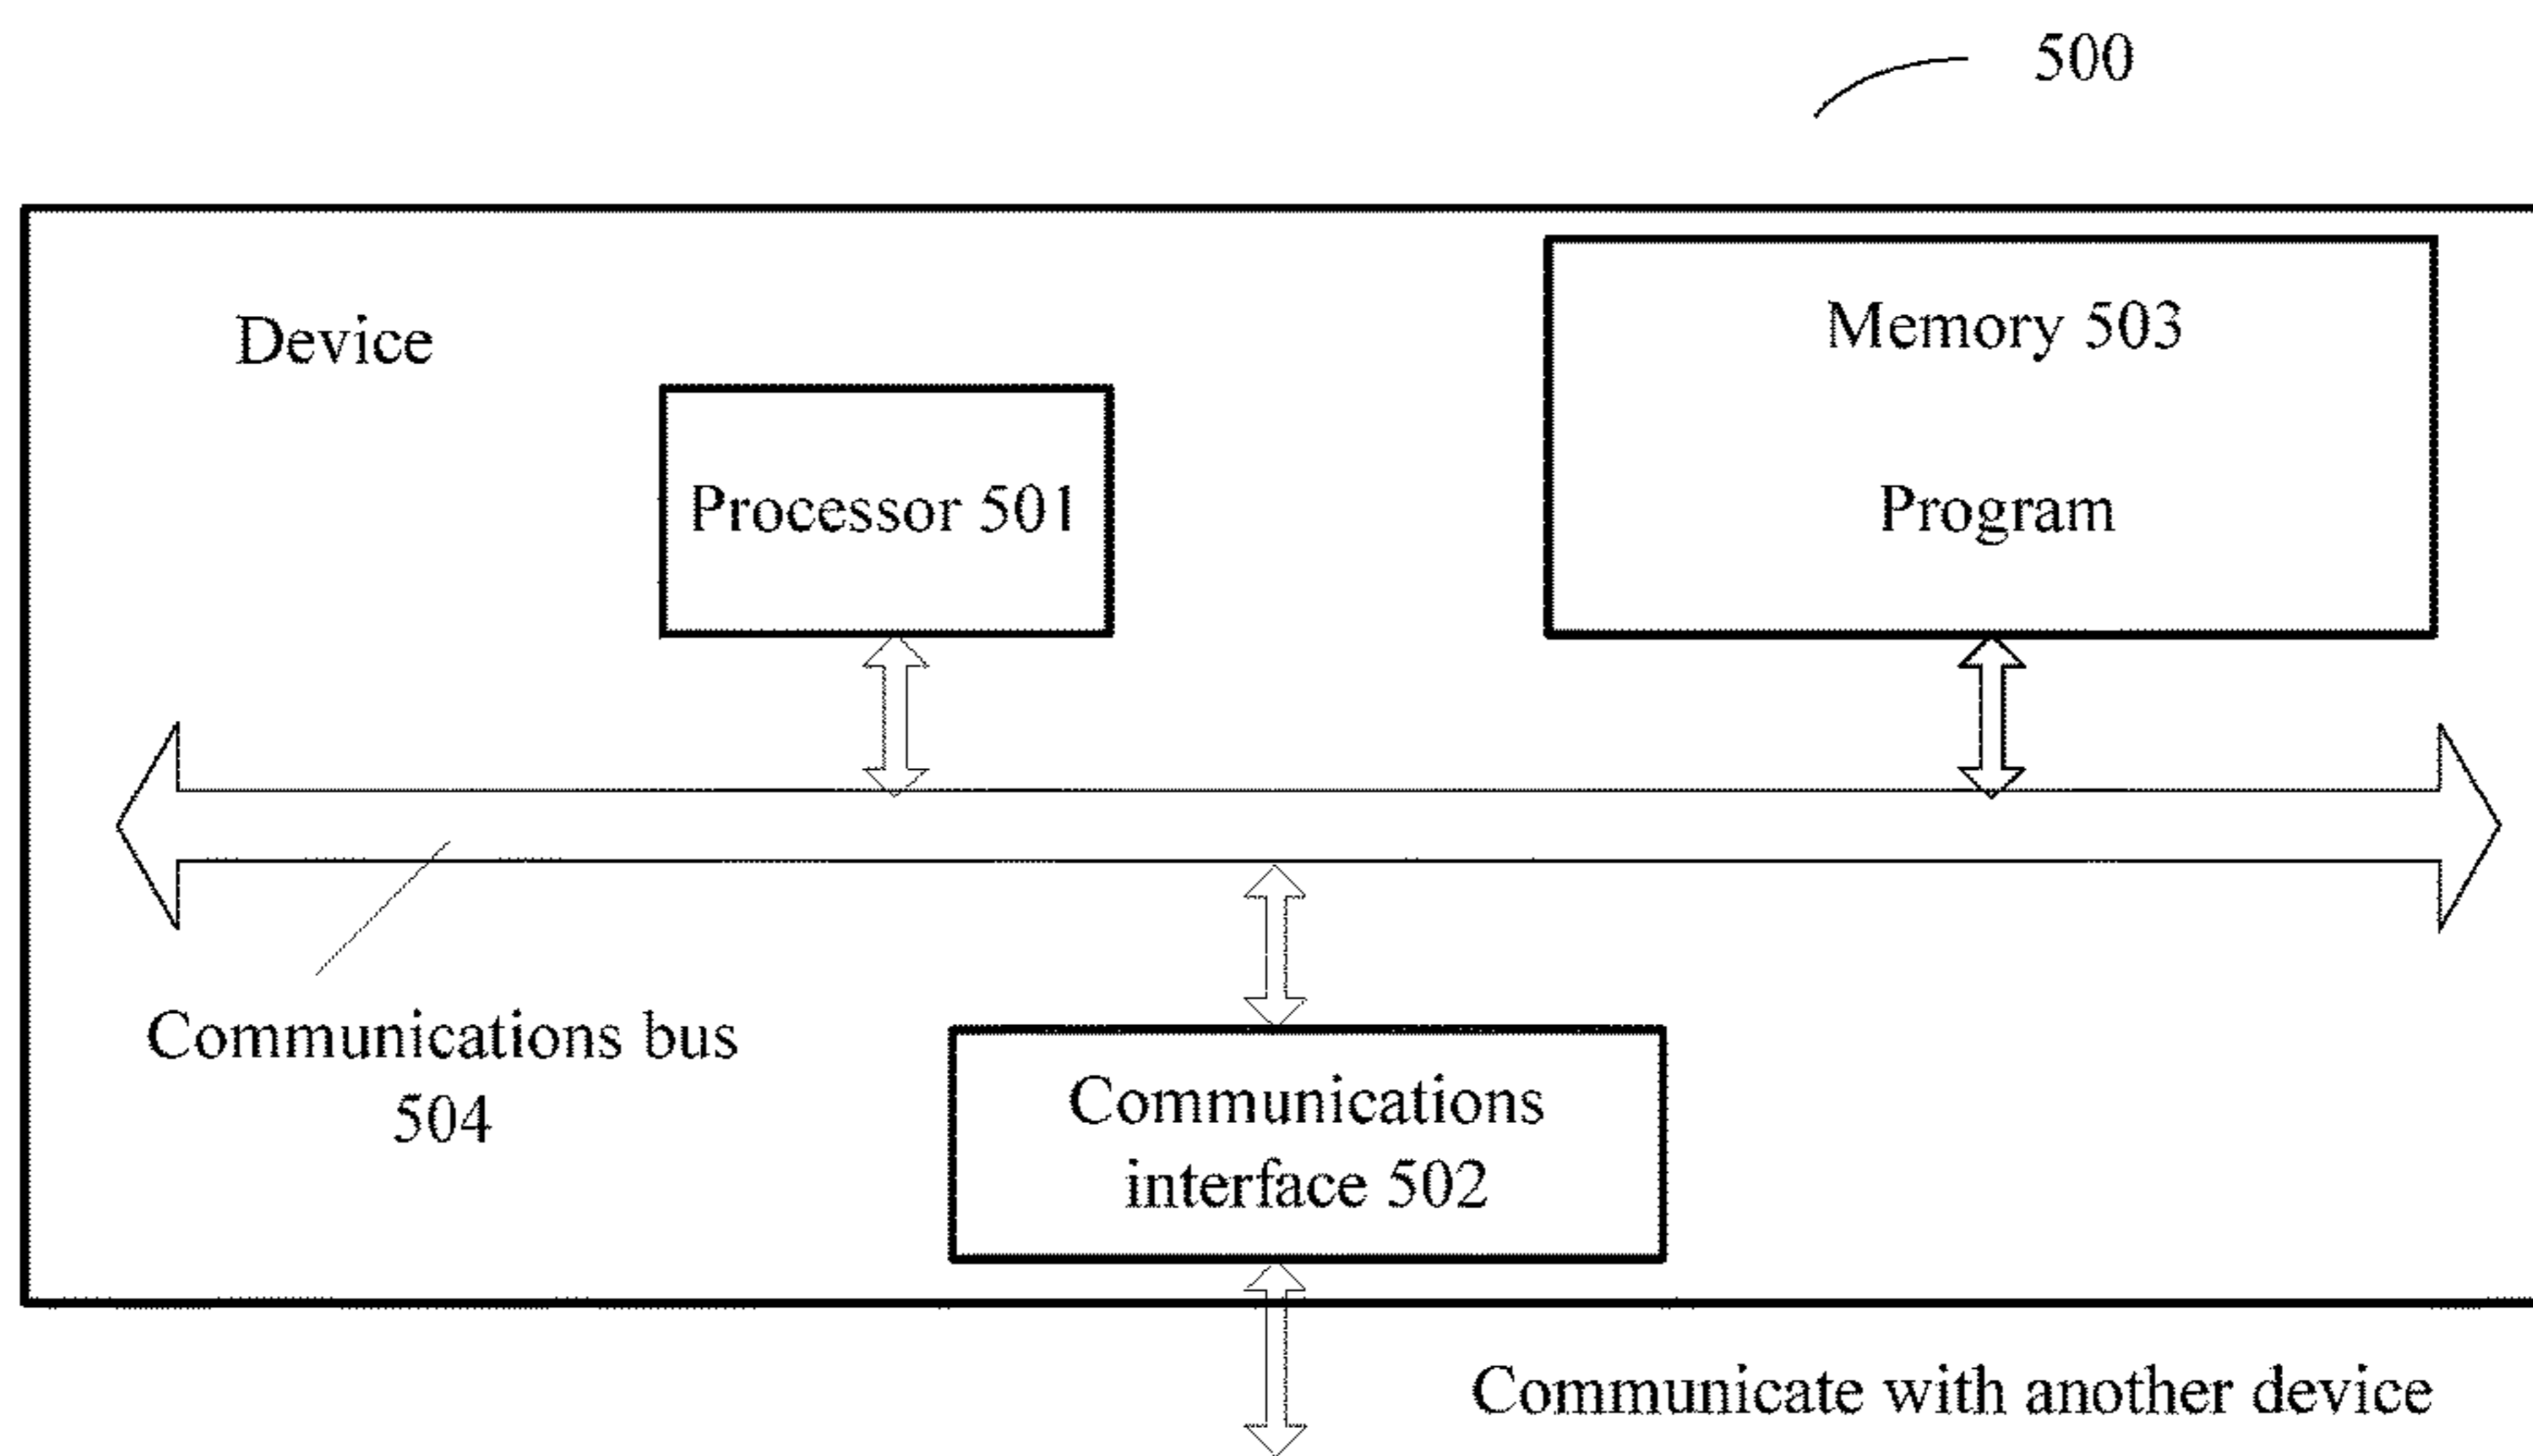 500
Device
Memory 503
Program
Processor 501
Communications bus
504
Communications
interface 502
Communicate with another device